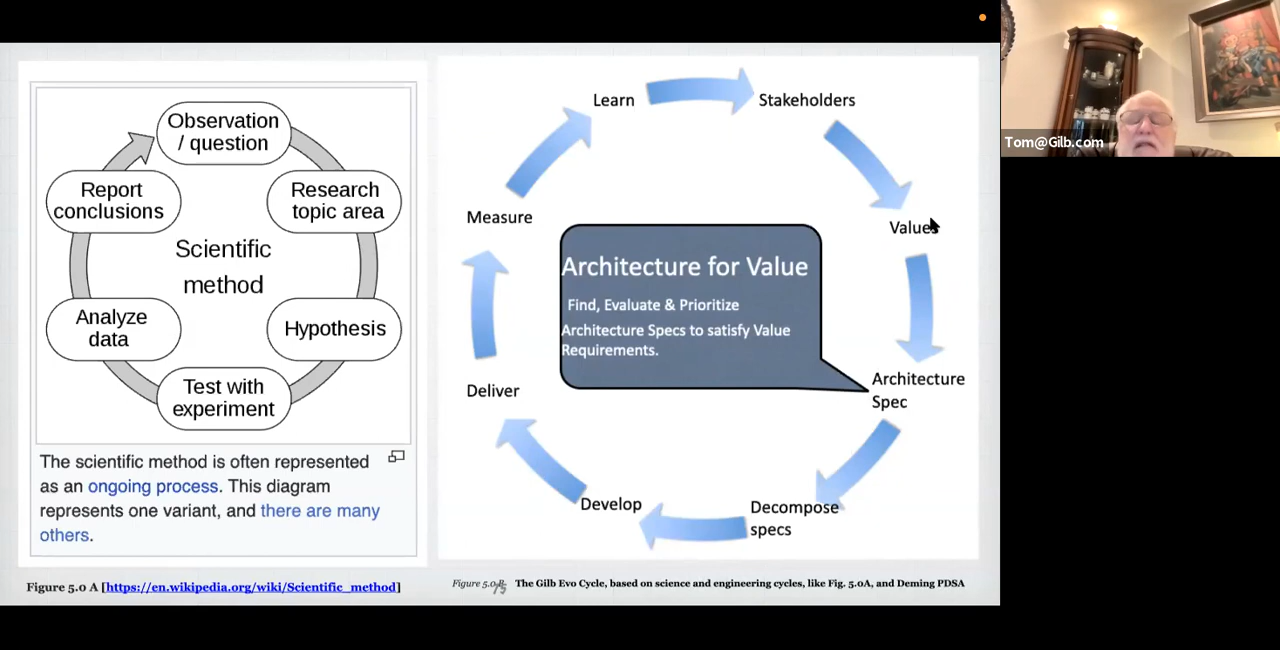 Observation
/ question
Research
topic area
Hypothesis
Test with
experiment
Analyze
data
Report
conclusions
Scientific
method
The scientific method is often represented
as an ongoing process. This diagram
represents one variant, and there are many
others.
Figure 5.0 A [https://en.wikipedia.org/wiki/Scientific_method]
Learn
Stakeholders
Values
Architecture
Spec
Decompose
specs
Develop
Deliver
Measure
Architecture for Value
Find, Evaluate & Prioritize
Architecture Specs to satisfy Value
Requirements.
Figure The Gilb Evo Cycle, based on science and engineering cycles, like Fig. 5.0A, and Deming PDSA
Tom@Gilb.com